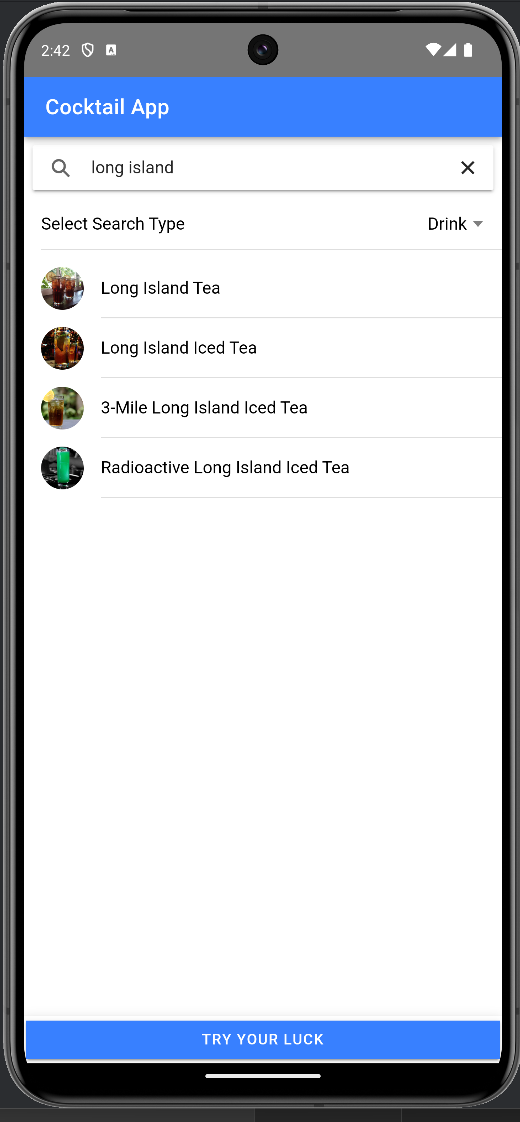 2:42 A
Cocktail App
long island
Select Search Type Drink
Long Island Tea
Long Island Iced Tea
3-Mile Long Island Iced Tea
Radioactive Long Island Iced Tea
TRY YOUR LUCK